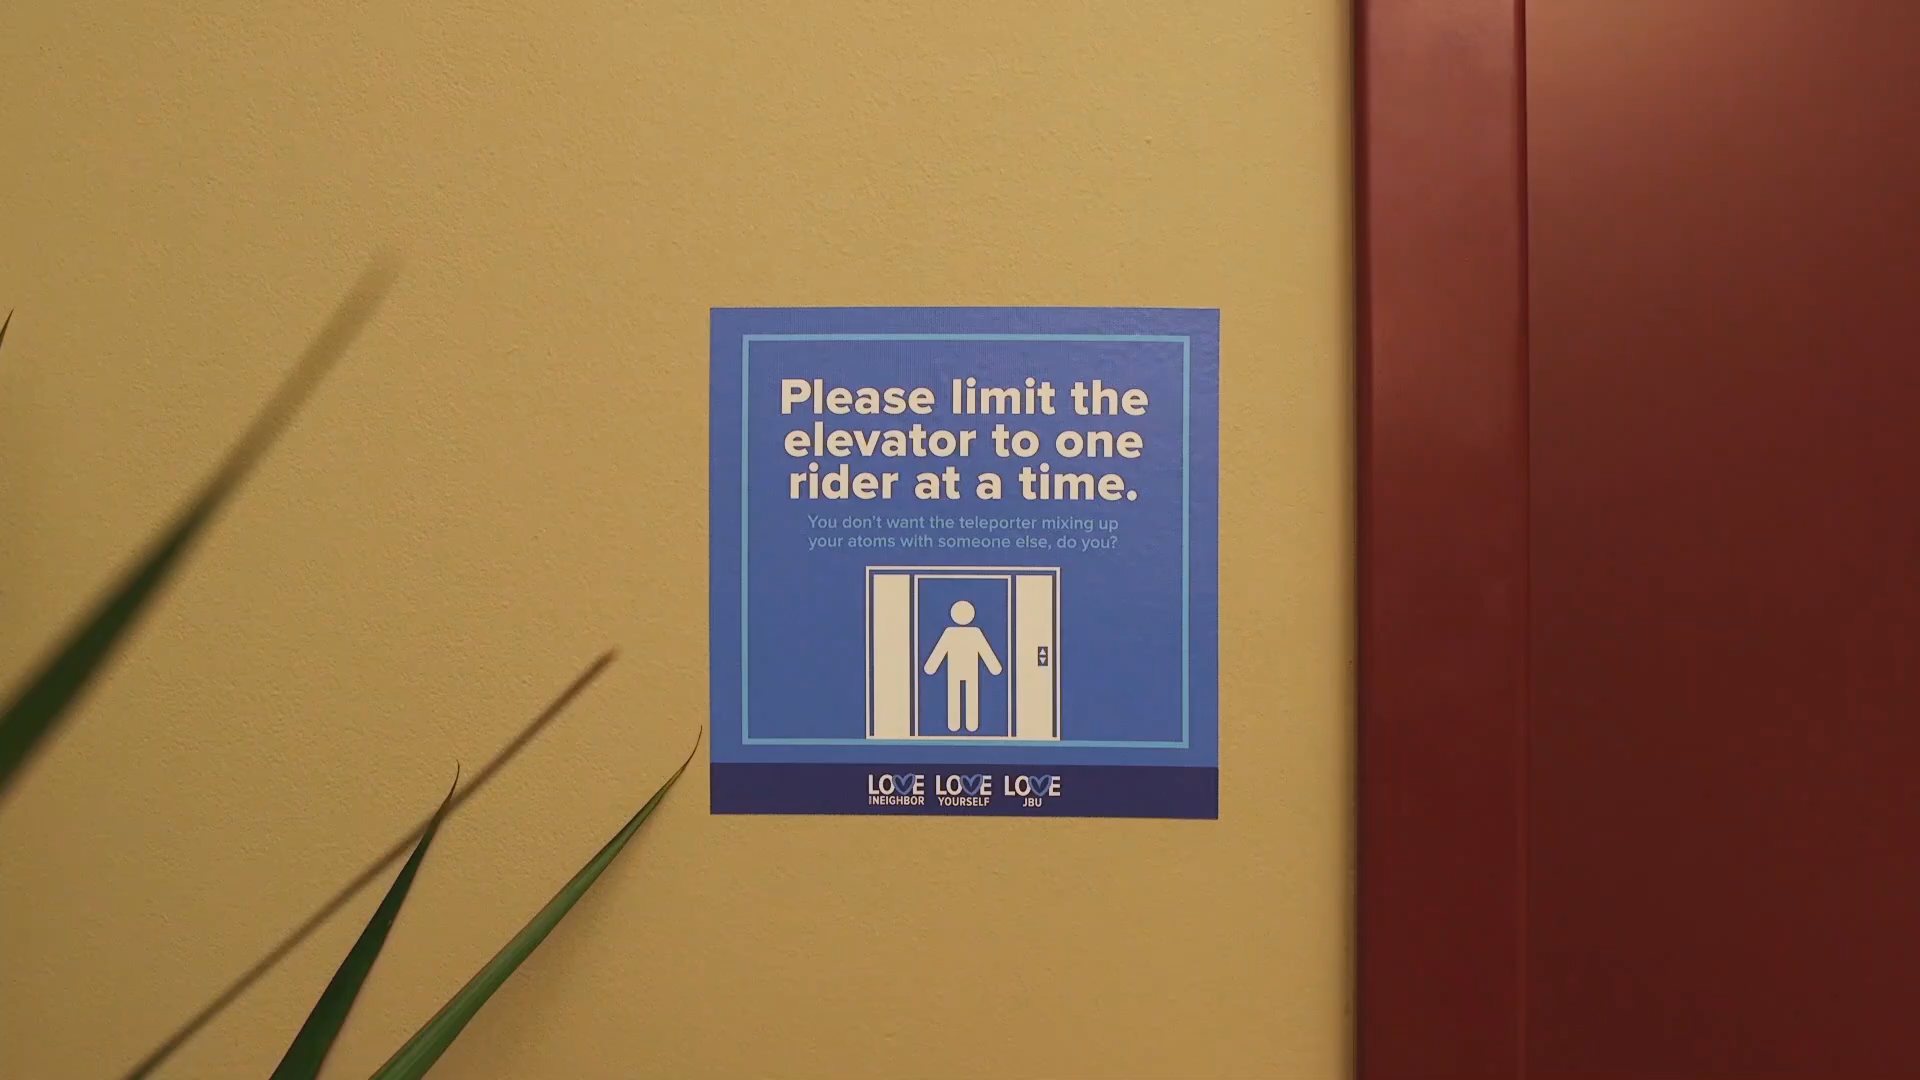 Please limit the
elevator to one
rider at a time.
You don't want the teleporter mixing up
your atoms with someone else, do you?
LOVE LOVE LOVE
NEIGHBOR YOURSELF JBU